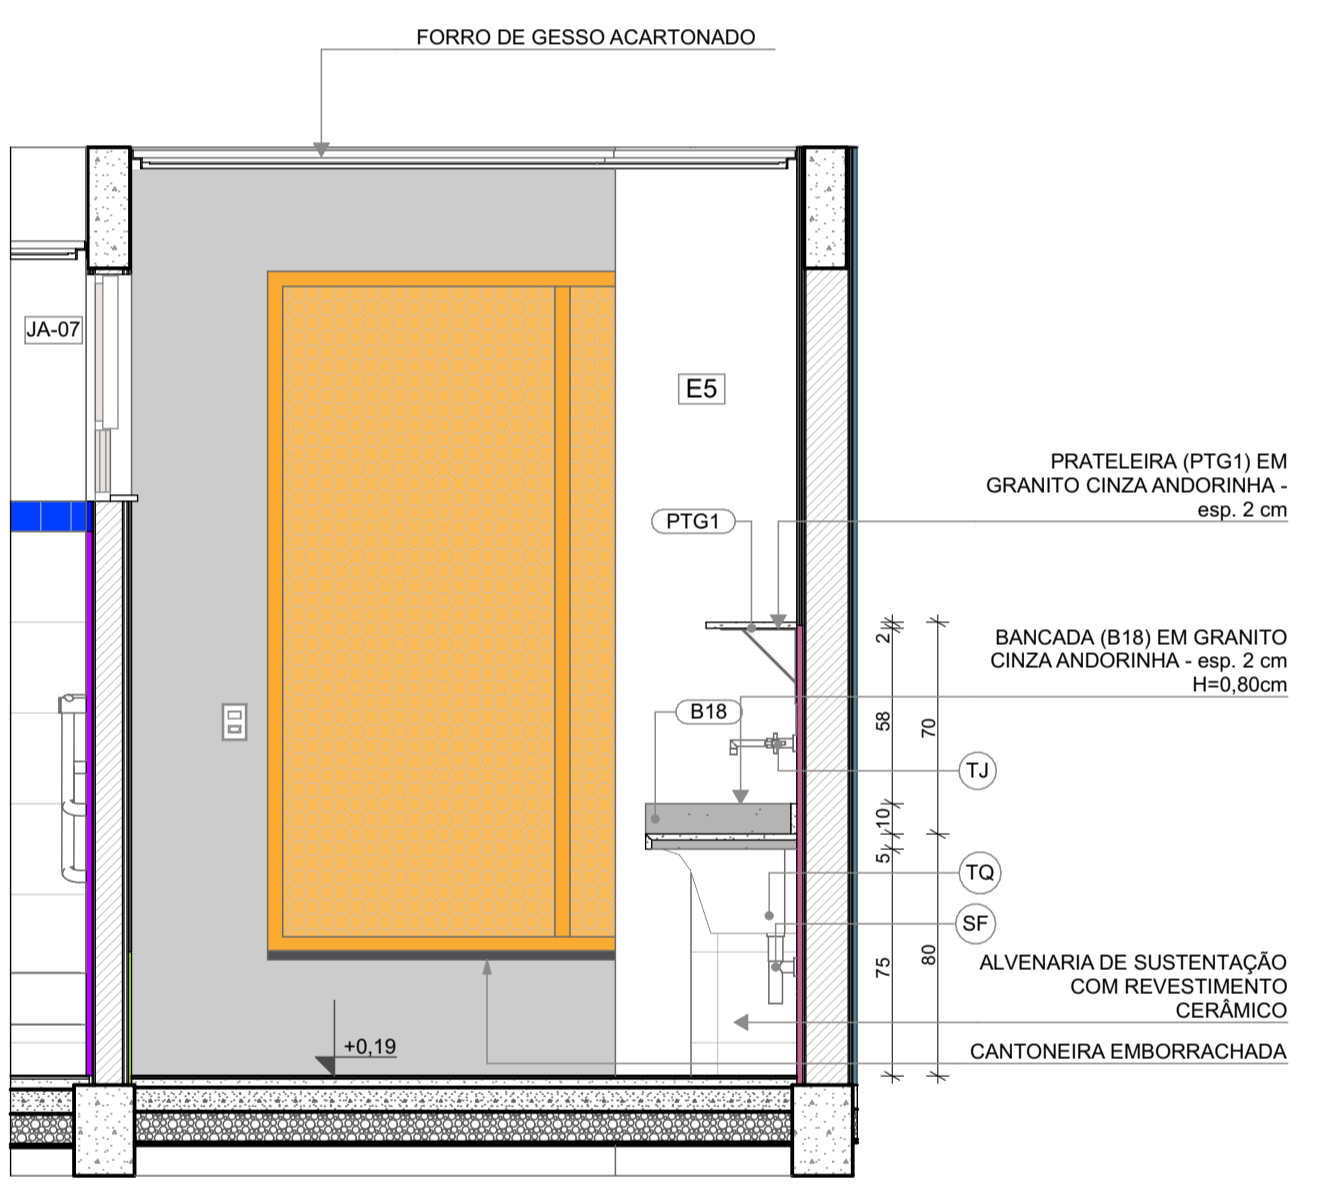 FORRO DE GESSO ACARTONADO
JA-07
E5
PRATELEIRA (PTG1) EM
GRANITO CINZA ANDORINHA -
esp. 2 cm
PTG1
BANCADA (B18) EM GRANITO
CINZA ANDORINHA - esp. 2 cm
H=0,80cm
B18
2
58
70
TJ
10
5
TQ
SF
75
80
ALVENARIA DE SUSTENTAÇÃO
COM REVESTIMENTO
CERÂMICO
+0,19
CANTONEIRA EMBORRACHADA